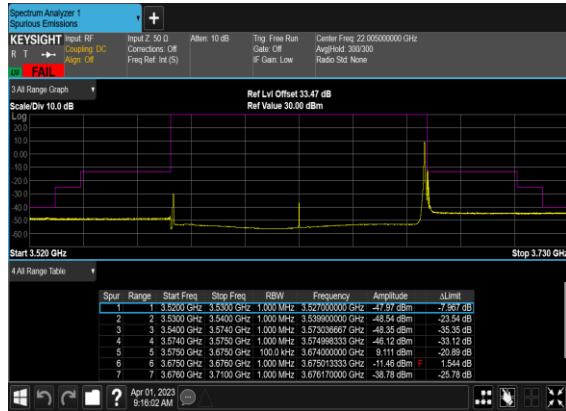 Spectrum Analyzer 1
Spurious Emissions
+
KEYSIGHT Input: RF Input Z: 50 Ω Atten: 10 dB Trig: Free Run Center Freq: 22.005000000 GHz
R T Coupling: DC Corrections: Off Gate: Off Avg|Hold: 300/300
Align: Off Freq Ref: Int (S) IF Gain: Low Radio Std: None
LV FAIL
3 All Range Graph
Ref Lvl Offset 33.47 dB
Scale/Div 10.0 dB Ref Value 30.00 dBm
Log
20.0
10.0
0.00
-10.0
-20.0
-30.0
-40.0
-50.0
-60.0
Start 3.520 GHz Stop 3.730 GHz
4 All Range Table
Spur Range Start Freq Stop Freq RBW Frequency Amplitude ΔLimit
1 1 3.5200 GHz 3.5300 GHz 1.000 MHz 3.527000000 GHz -47.97 dBm -7.967 dB
2 2 3.5300 GHz 3.5400 GHz 1.000 MHz 3.539900000 GHz -48.54 dBm -23.54 dB
3 3 3.5400 GHz 3.5740 GHz 1.000 MHz 3.573036667 GHz -48.35 dBm -35.35 dB
4 4 3.5740 GHz 3.5750 GHz 1.000 MHz 3.574998333 GHz -46.12 dBm -33.12 dB
5 5 3.5750 GHz 3.6750 GHz 100.0 kHz 3.674000000 GHz 9.111 dBm -20.89 dB
6 6 3.6750 GHz 3.6760 GHz 1.000 MHz 3.675013333 GHz -11.46 dBm F 1.544 dB
7 7 3.6760 GHz 3.7100 GHz 1.000 MHz 3.676170000 GHz -38.78 dBm -25.78 dB
? Apr 01, 2023
9:16:02 AM